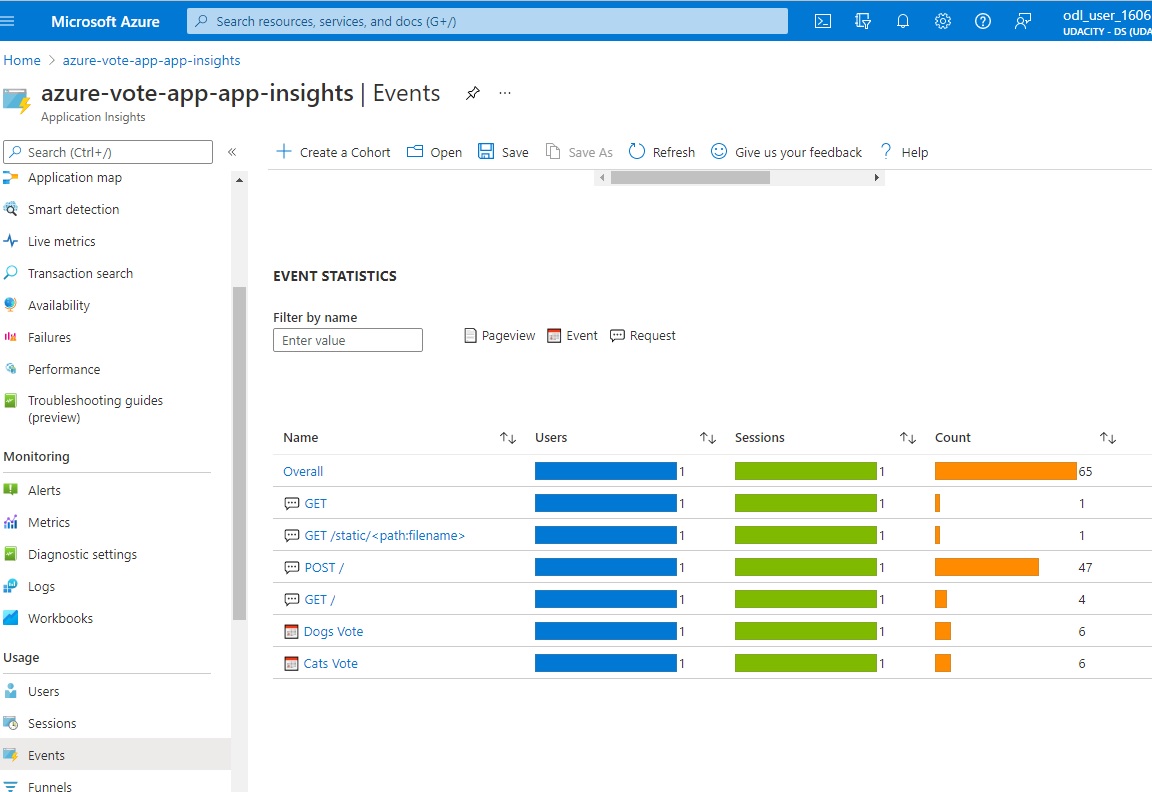 Microsoft Azure
Search resources, services, and docs (G+/)
odl_user_1606
UDACITY - DS (UDA
Home > azure-vote-app-app-insights
azure-vote-app-app-insights | Events
Application Insights
Search (Ctrl+/)
Create a Cohort Open Save Save As Refresh Give us your feedback ? Help
Application map
Smart detection
Live metrics
Transaction search
Availability
Failures
Performance
Troubleshooting guides
(preview)
Monitoring
Alerts
Metrics
Diagnostic settings
Logs
Workbooks
Usage
Users
Sessions
Events
Funnels
EVENT STATISTICS
Filter by name
Enter value
Pageview Event Request
Name Users Sessions Count
Overall 1 1 65
GET 1 1 1
GET /static/<path:filename> 1 1 1
POST / 1 1 47
GET / 1 1 4
Dogs Vote 1 1 6
Cats Vote 1 1 6